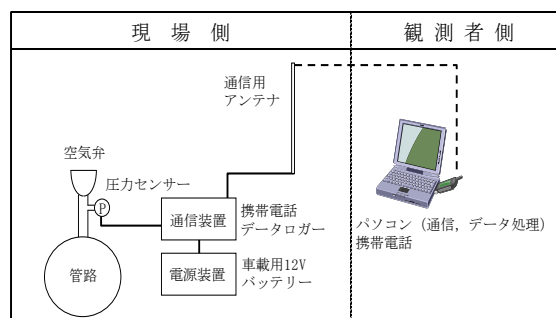 現場側
観測者側
通信用
アンテナ
空気弁
圧力センサー
P
通信装置
携帯電話
データロガー
パソコン（通信，データ処理）
携帯電話
管路
電源装置
車載用12V
バッテリー